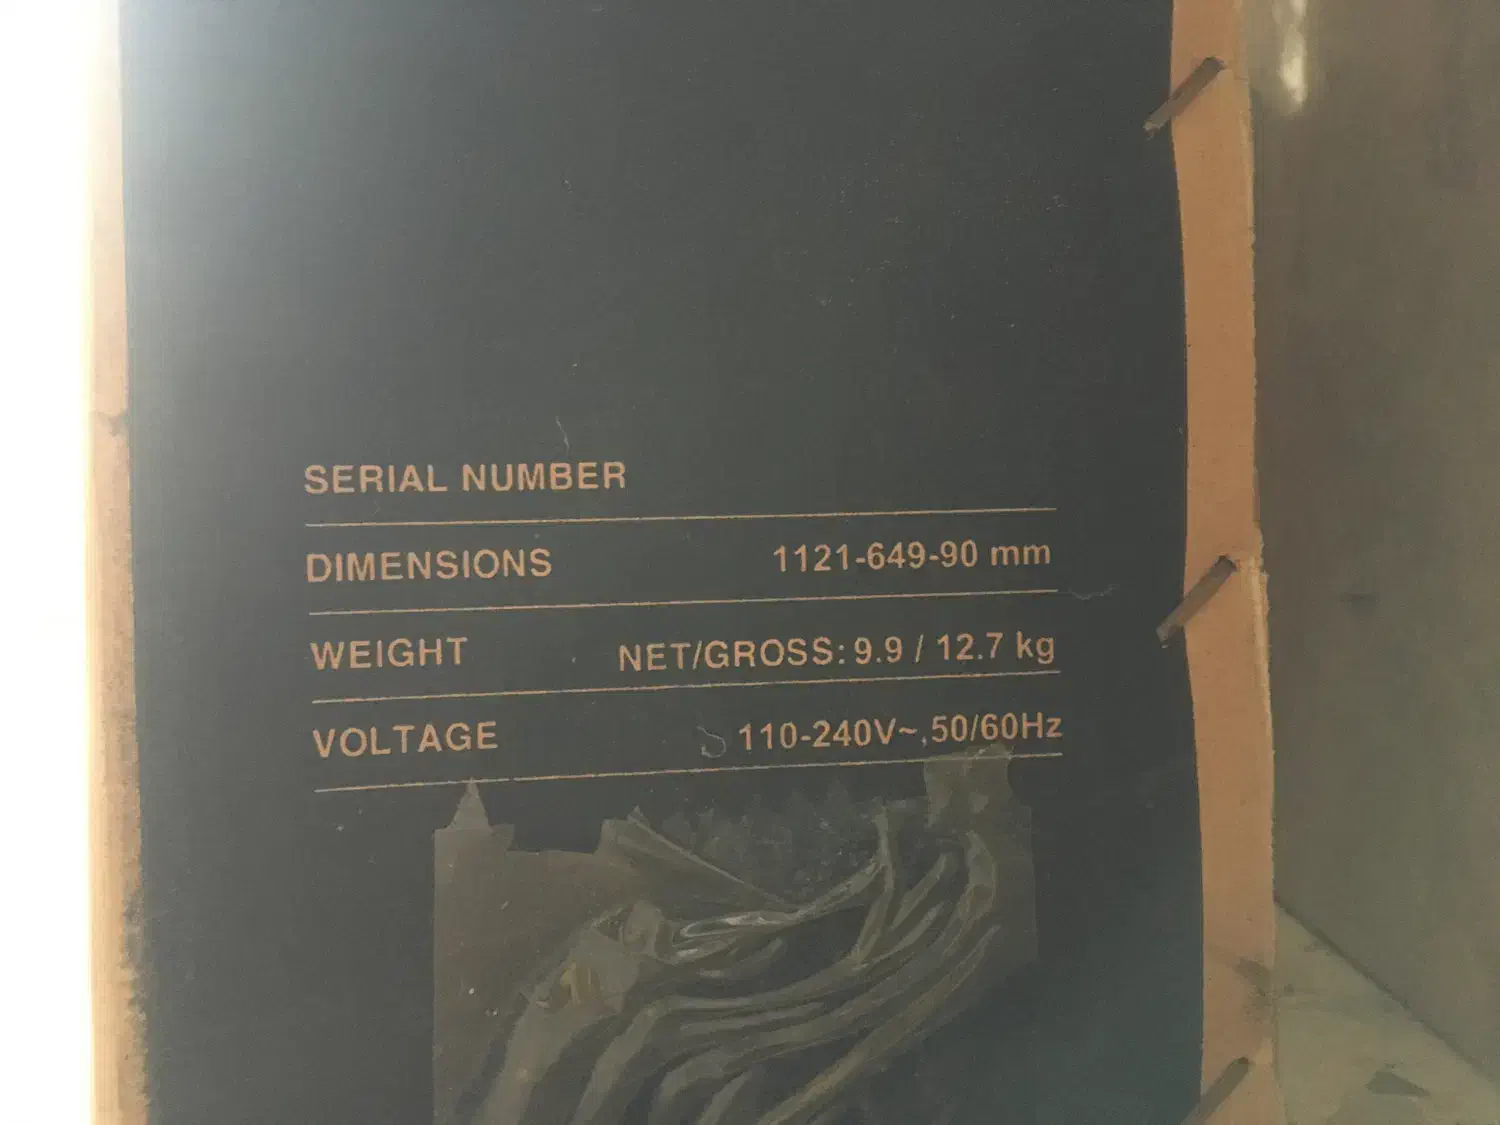 SERIAL NUMBER
DIMENSIONS 1121-649-90 mm
WEIGHT NET/GROSS: 9.9 / 12.7 kg
VOLTAGE 110-240V~, 50/60Hz